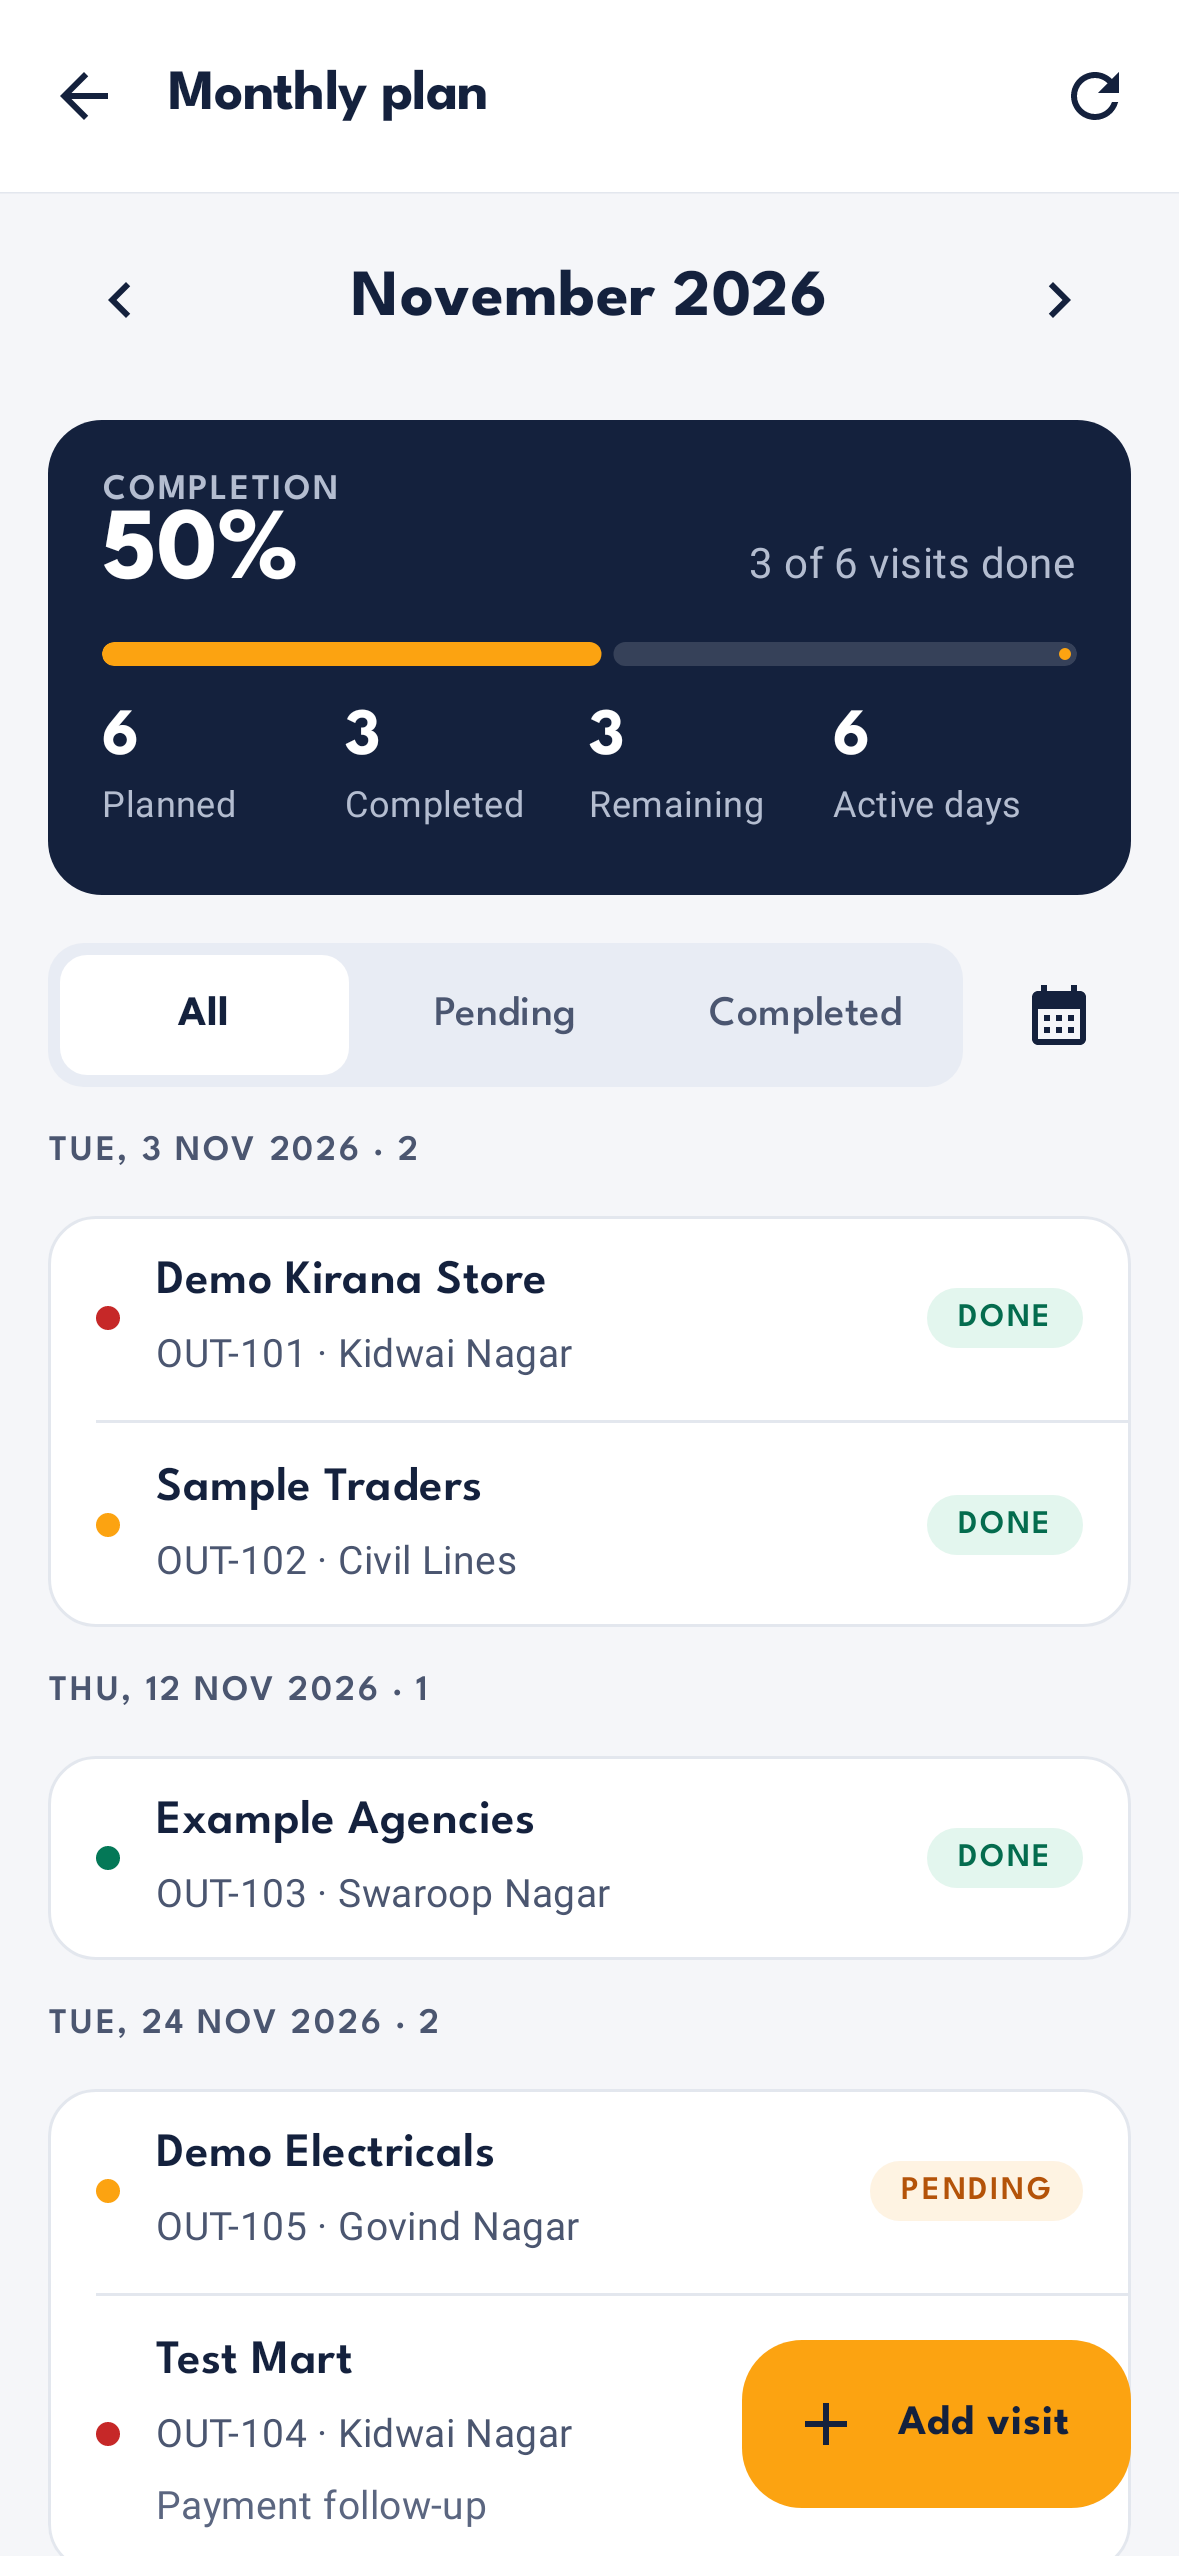 Monthly plan
November 2026
COMPLETION
50%
3 of 6 visits done
6
3
3
6
Planned
Completed
Remaining
Active days
All
Pending
Completed
TUE, 3 NOV 2026 · 2
Demo Kirana Store
OUT-101 · Kidwai Nagar
DONE
Sample Traders
OUT-102 · Civil Lines
DONE
THU, 12 NOV 2026 · 1
Example Agencies
OUT-103 · Swaroop Nagar
DONE
TUE, 24 NOV 2026 · 2
Demo Electricals
OUT-105 · Govind Nagar
PENDING
Test Mart
OUT-104 · Kidwai Nagar
Payment follow-up
Add visit